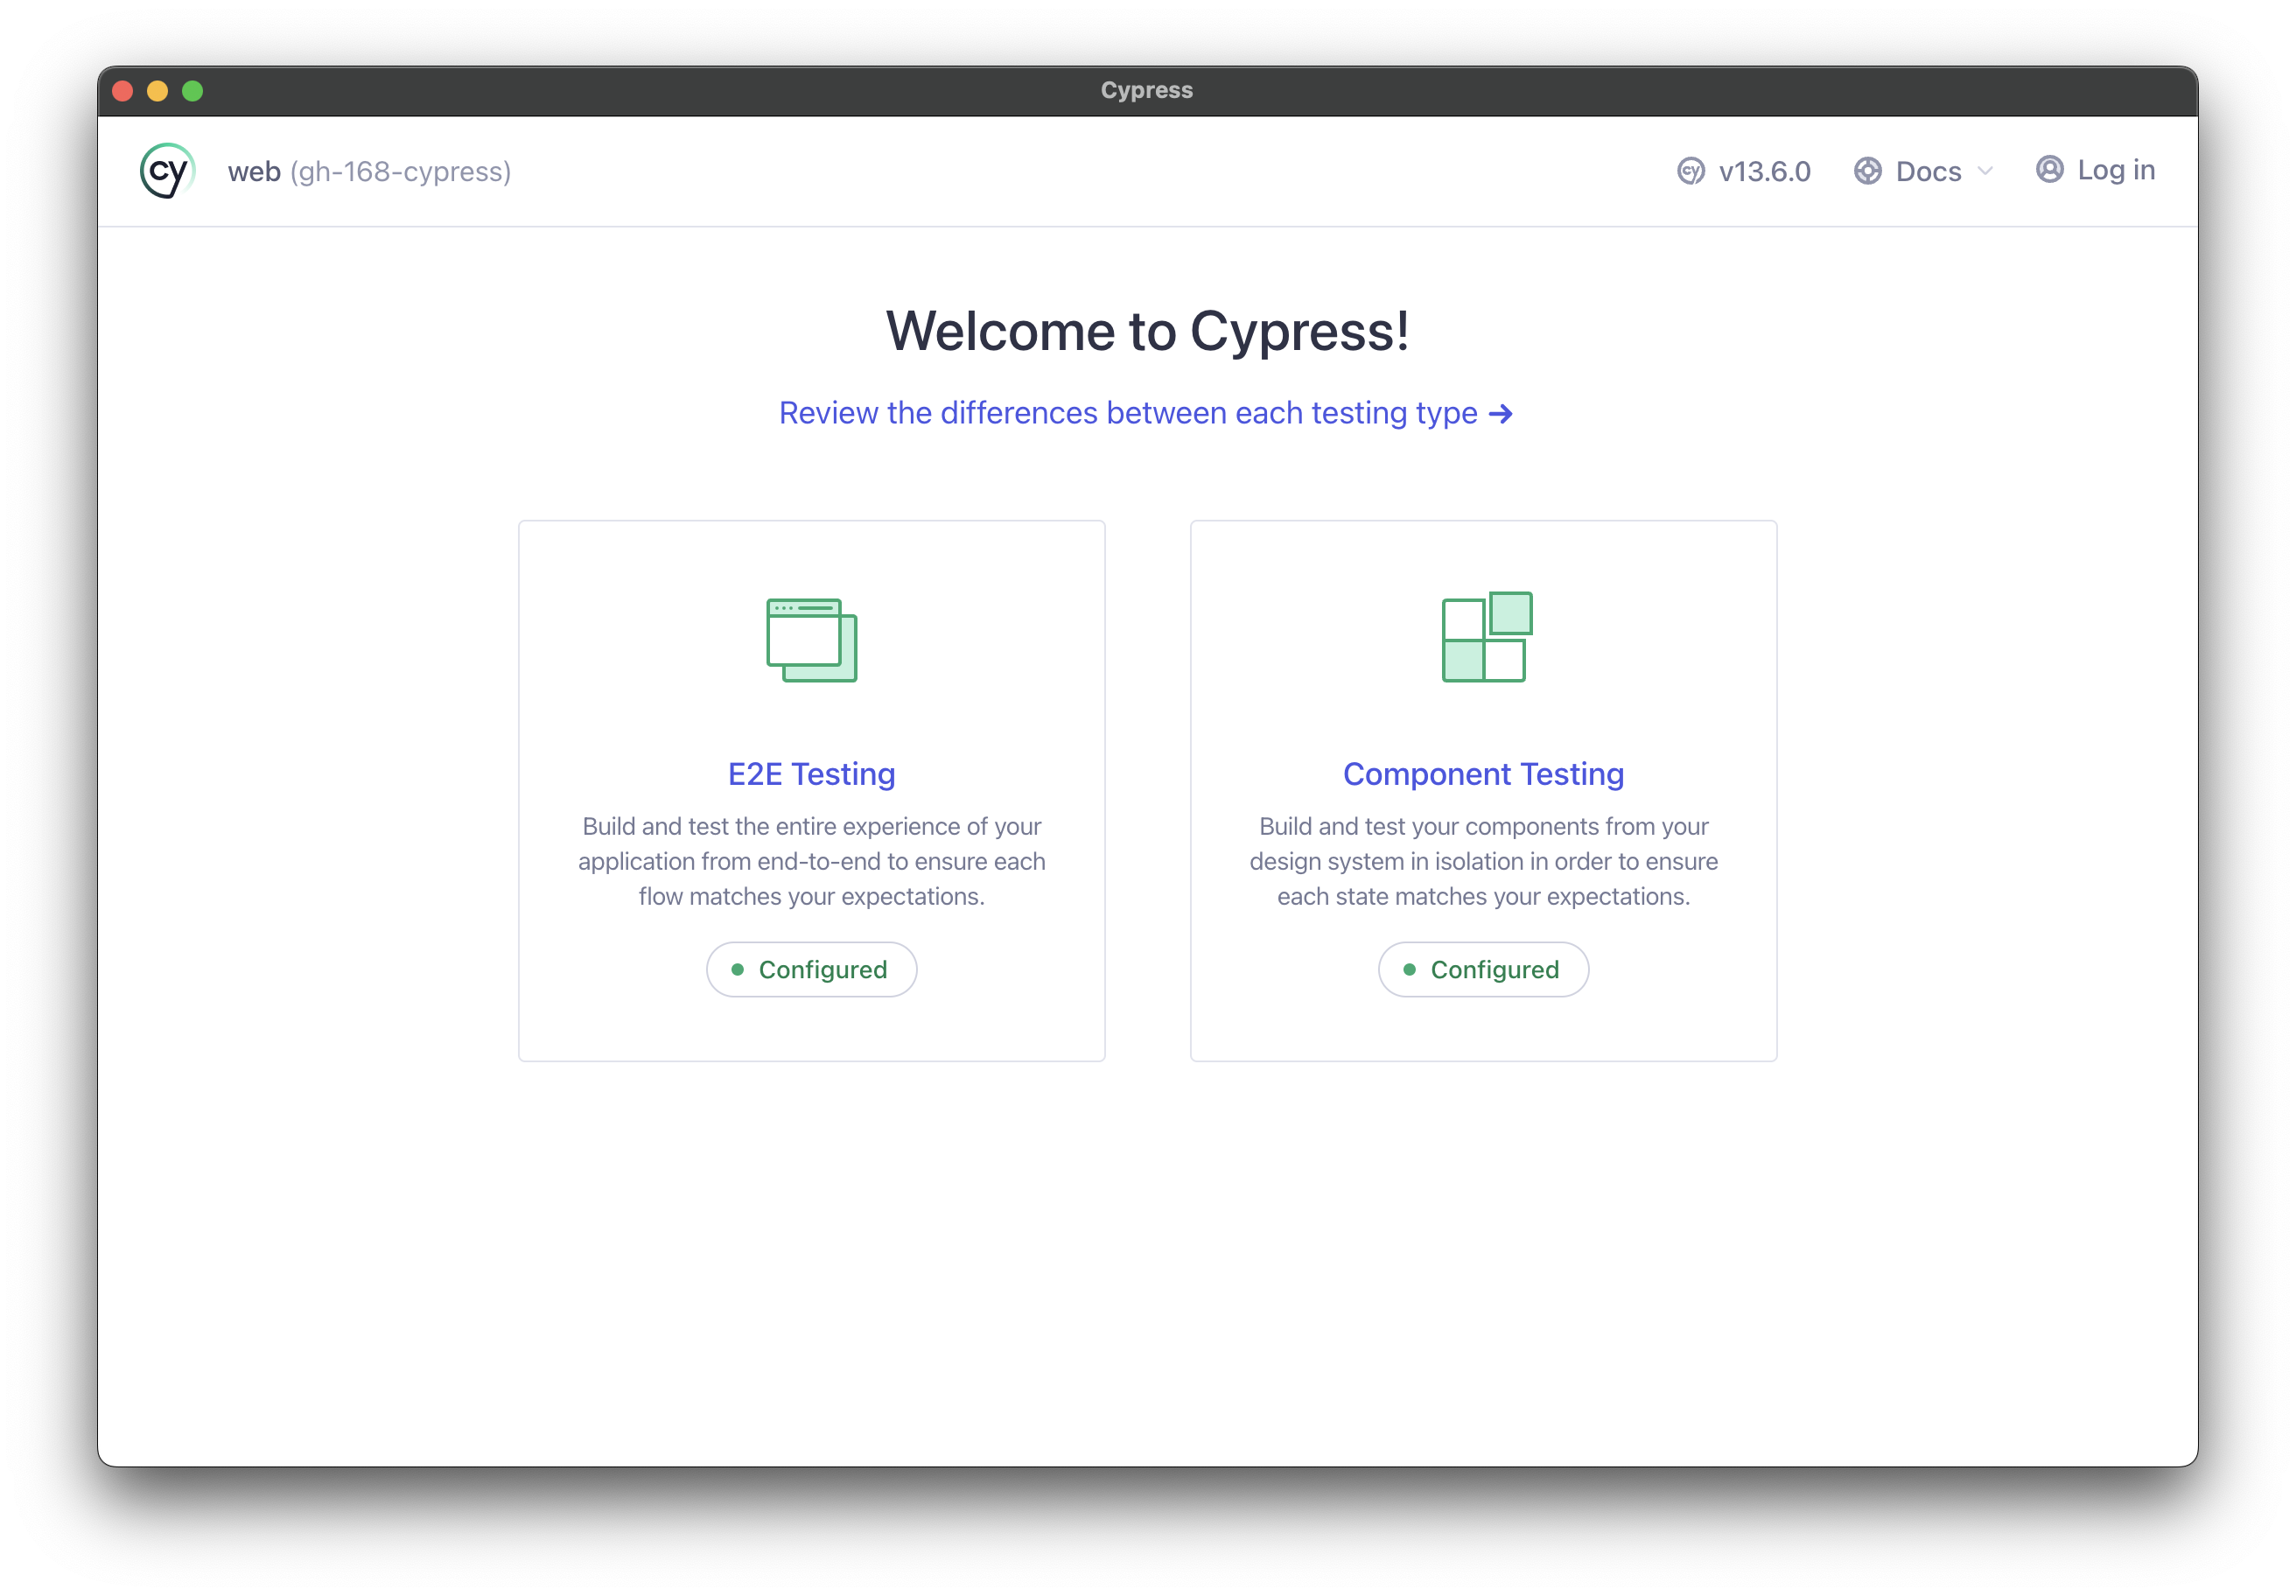 Cypress
cy web (gh-168-cypress)
cy v13.6.0 Docs Log in
Welcome to Cypress!
Review the differences between each testing type →
E2E Testing
Build and test the entire experience of your
application from end-to-end to ensure each
flow matches your expectations.
Configured
Component Testing
Build and test your components from your
design system in isolation in order to ensure
each state matches your expectations.
Configured